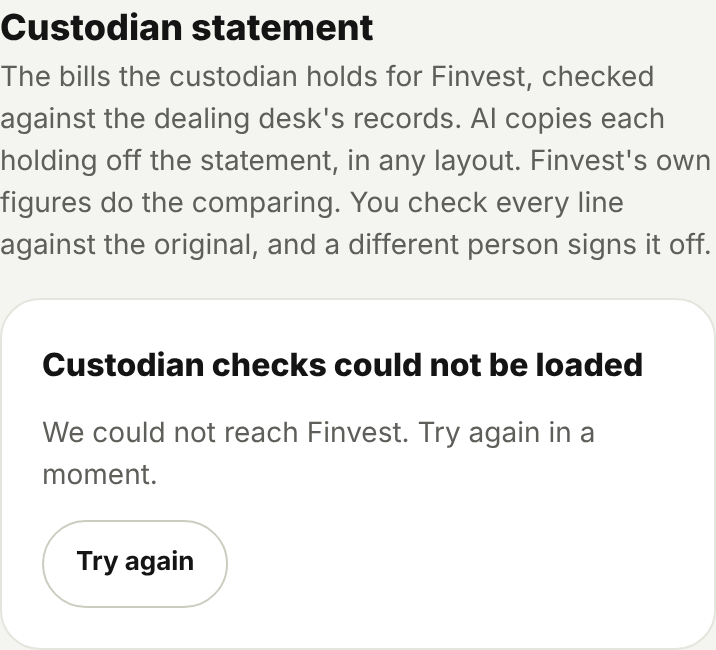 Custodian statement
The bills the custodian holds for Finvest, checked
against the dealing desk's records. AI copies each
holding off the statement, in any layout. Finvest's own
figures do the comparing. You check every line
against the original, and a different person signs it off.
Custodian checks could not be loaded
We could not reach Finvest. Try again in a
moment.
Try again